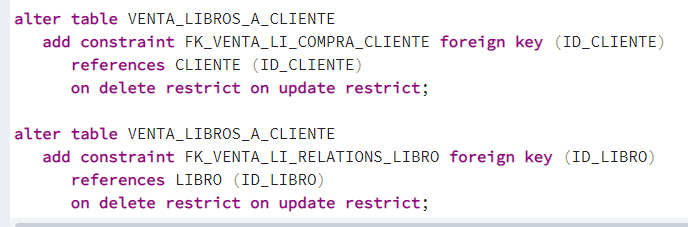 alter table VENTA_LIBROS_A_CLIENTE
add constraint FK_VENTA_LI_COMPRA_CLIENTE foreign key (ID_CLIENTE)
references CLIENTE (ID_CLIENTE)
on delete restrict on update restrict;
alter table VENTA_LIBROS_A_CLIENTE
add constraint FK_VENTA_LI_RELATIONS_LIBRO foreign key (ID_LIBRO)
references LIBRO (ID_LIBRO)
on delete restrict on update restrict;